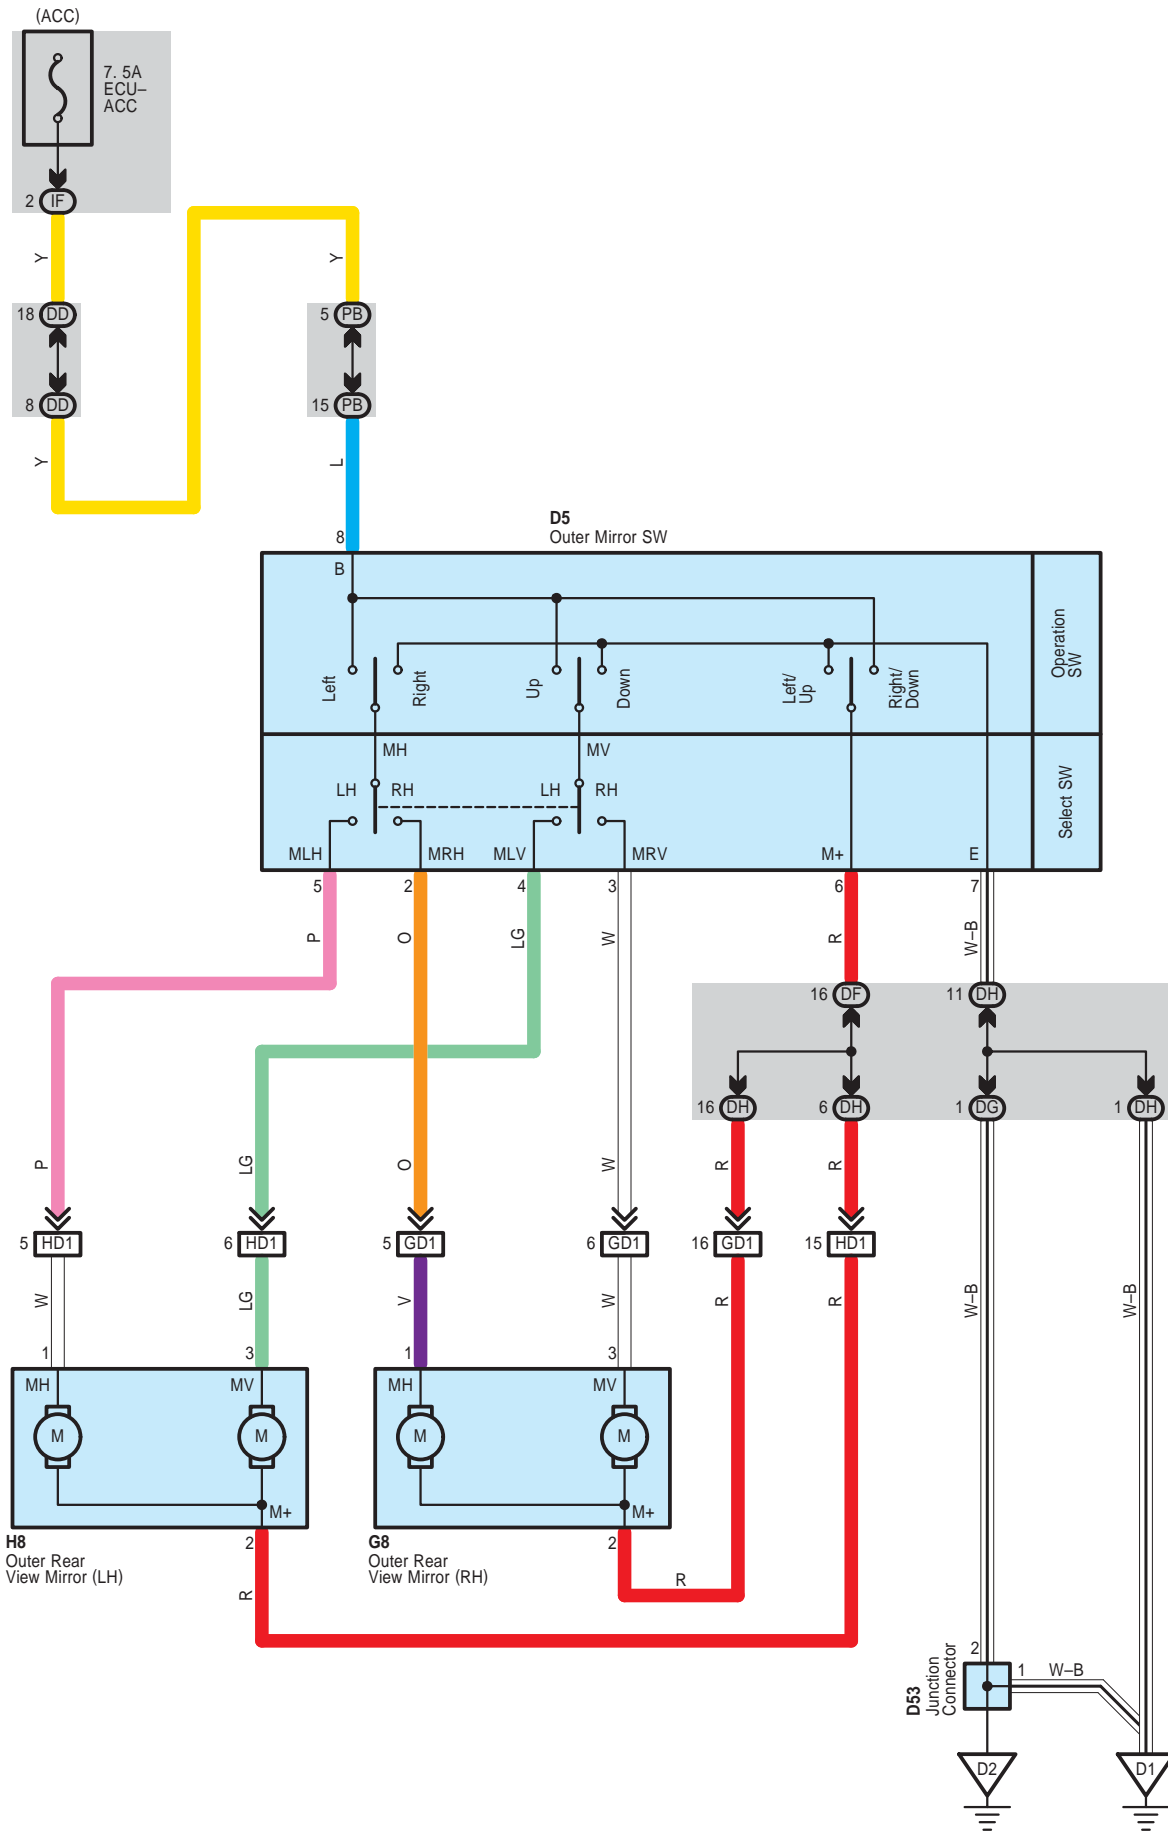 (ACC)
7. 5A
ECU–
ACC
2 IF
Y
Y
18 DD
5 PB
8 DD
15 PB
Y
L
D5
Outer Mirror SW
8
B
Left
Right
Up
Down
Left/
Up
Right/
Down
Operation
SW
MH
MV
LH
RH
LH
RH
Select SW
MLH
MRH
MLV
MRV
M+
E
5
2
4
3
6
7
P
O
LG
W
R
W–B
16 DF
11 DH
16 DH
6 DH
1 DG
1 DH
P
LG
O
W
R
R
5 HD1
6 HD1
5 GD1
6 GD1
16 GD1
15 HD1
W
LG
V
W
R
R
W–B
W–B
1
3
1
3
MH
MV
MH
MV
M
M
M
M
M+
M+
H8
Outer Rear
View Mirror (LH)
2
G8
Outer Rear
View Mirror (RH)
2
R
R
2
D53
Junction
Connector
1
W–B
D2
D1